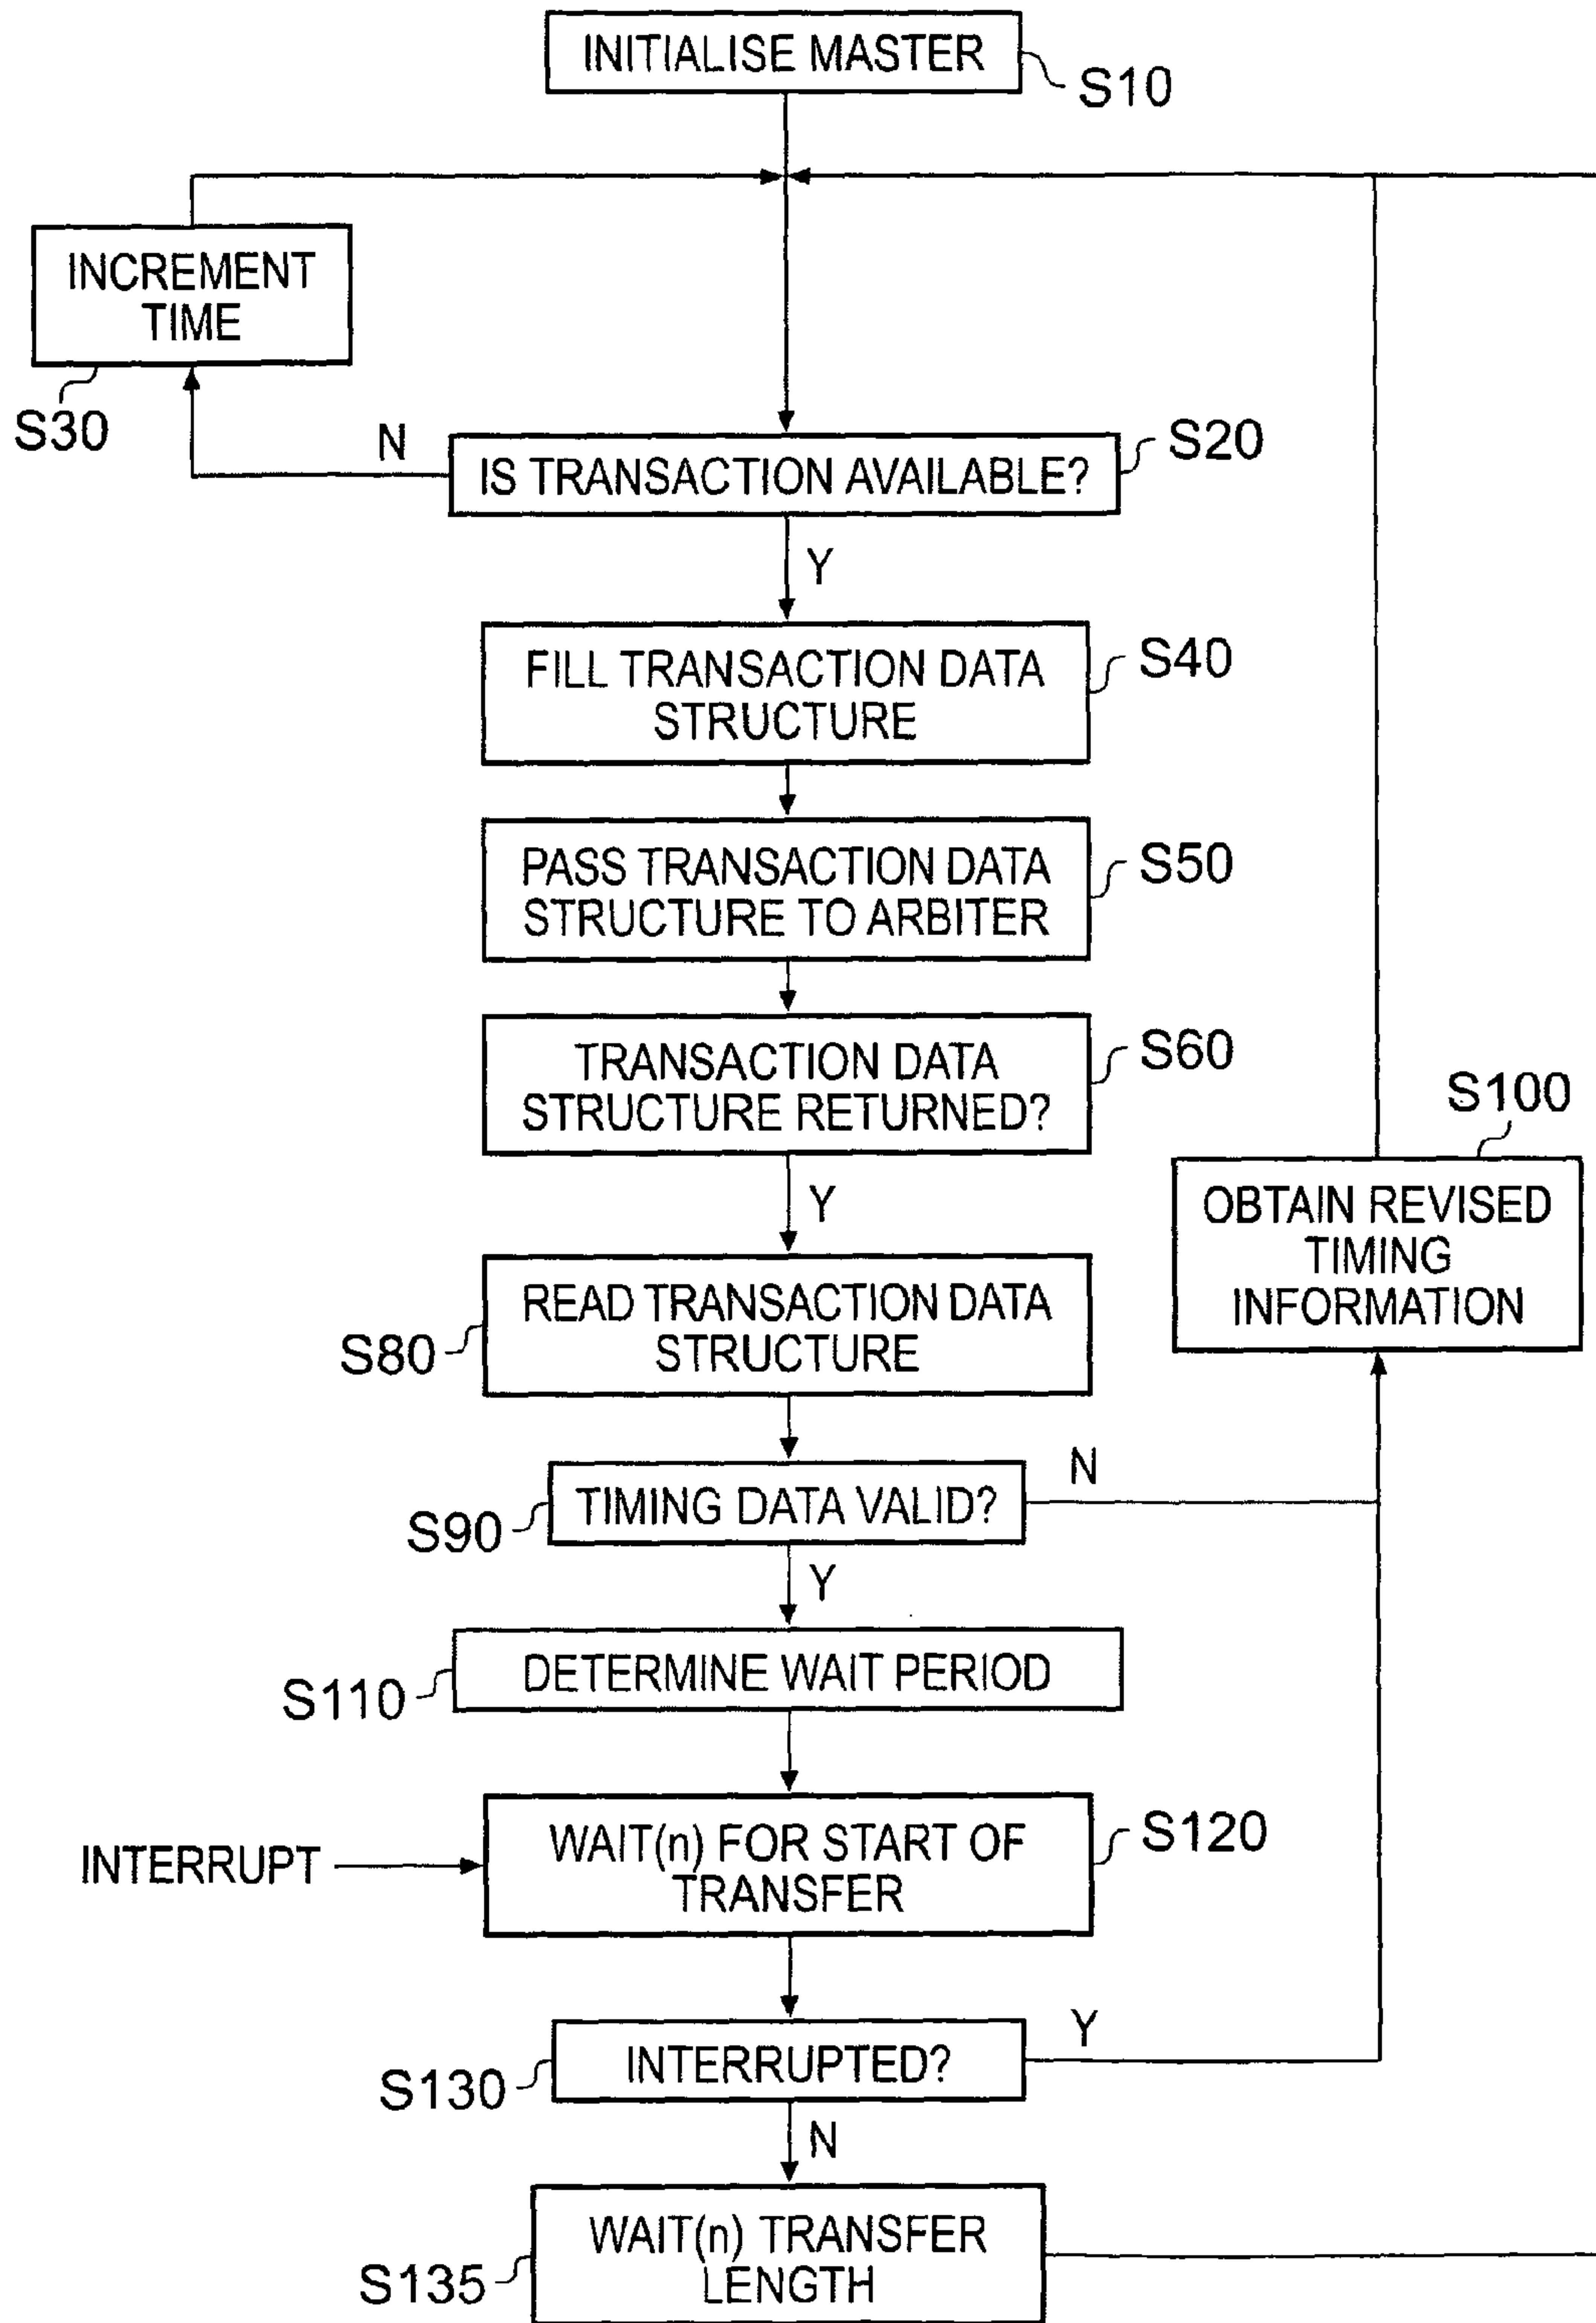 INITIALISE MASTER
S10
INCREMENT
TIME
S30
N
IS TRANSACTION AVAILABLE?
S20
Y
FILL TRANSACTION DATA
STRUCTURE
S40
PASS TRANSACTION DATA
STRUCTURE TO ARBITER
S50
TRANSACTION DATA
STRUCTURE RETURNED?
S60
Y
S100
OBTAIN REVISED
TIMING
INFORMATION
READ TRANSACTION DATA
STRUCTURE
S80
TIMING DATA VALID?
S90
N
Y
DETERMINE WAIT PERIOD
S110
INTERRUPT
WAIT(n) FOR START OF
TRANSFER
S120
INTERRUPTED?
S130
Y
N
WAIT(n) TRANSFER
LENGTH
S135